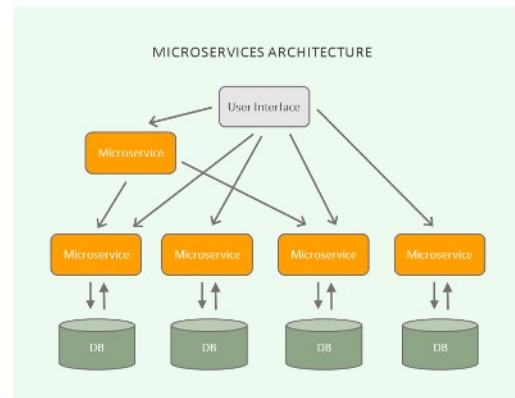 MICROSERVICES ARCHITECTURE
User Interface
Microservice
Microservice
Microservice
Microservice
Microservice
DB
DB
DB
DB